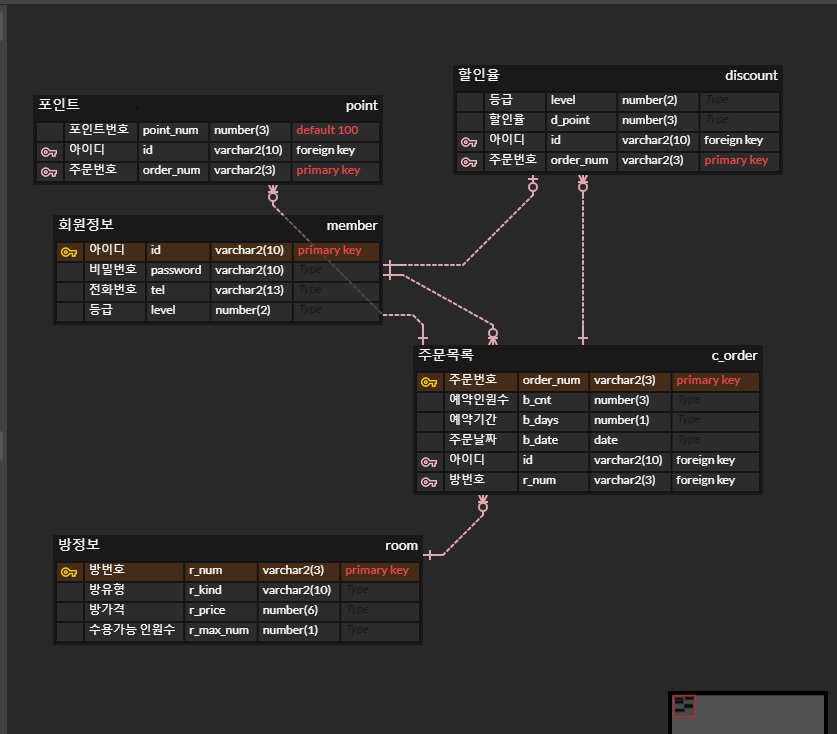 포인트 point
포인트번호 point_num number(3) default 100
아이디 id varchar2(10) foreign key
주문번호 order_num varchar2(3) primary key
할인율 discount
등급 level number(2) Type
할인율 d_point number(3) Type
아이디 id varchar2(10) foreign key
주문번호 order_num varchar2(3) primary key
회원정보 member
아이디 id varchar2(10) primary key
비밀번호 password varchar2(10) Type
전화번호 tel varchar2(13) Type
등급 level number(2) Type
주문목록 c_order
주문번호 order_num varchar2(3) primary key
예약인원수 b_cnt number(3) Type
예약기간 b_days number(1) Type
주문날짜 b_date date Type
아이디 id varchar2(10) foreign key
방번호 r_num varchar2(3) foreign key
방정보 room
방번호 r_num varchar2(3) primary key
방유형 r_kind varchar2(10) Type
방가격 r_price number(6) Type
수용가능 인원수 r_max_num number(1) Type